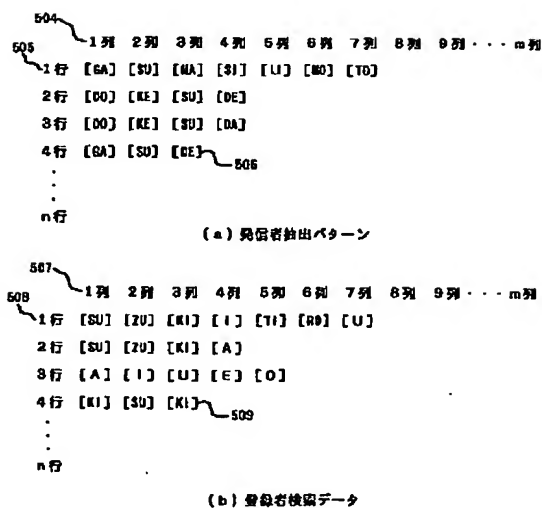 504
1列 2列 3列 4列 5列 6列 7列 8列 9列・・・m列
505
1行 [GA] [SU] [MA] [SI] [LI] [MO] [TO]
2行 [DO] [KE] [SU] [DE]
3行 [DO] [KE] [SU] [DA]
4行 [GA] [SU] [DE]
506
n行
(a)発信者抽出パターン
507
1列 2列 3列 4列 5列 6列 7列 8列 9列・・・m列
508
1行 [SU] [ZU] [KI] [I] [TI] [RO] [U]
2行 [SU] [ZU] [KI] [A]
3行 [A] [I] [U] [E] [O]
4行 [KI] [SU] [KI]
509
n行
(b)登録者検索データ